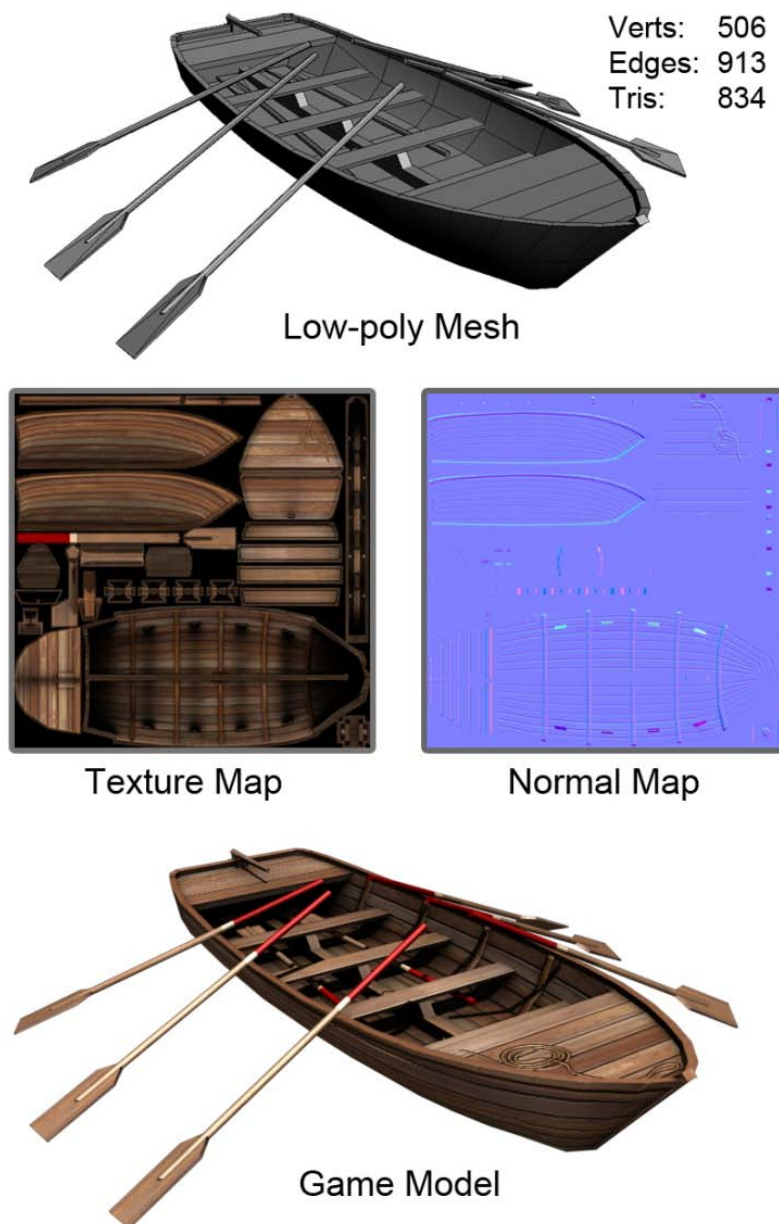 Verts: 506
Edges: 913
Tris: 834
Low-poly Mesh
Texture Map
Normal Map
Game Model